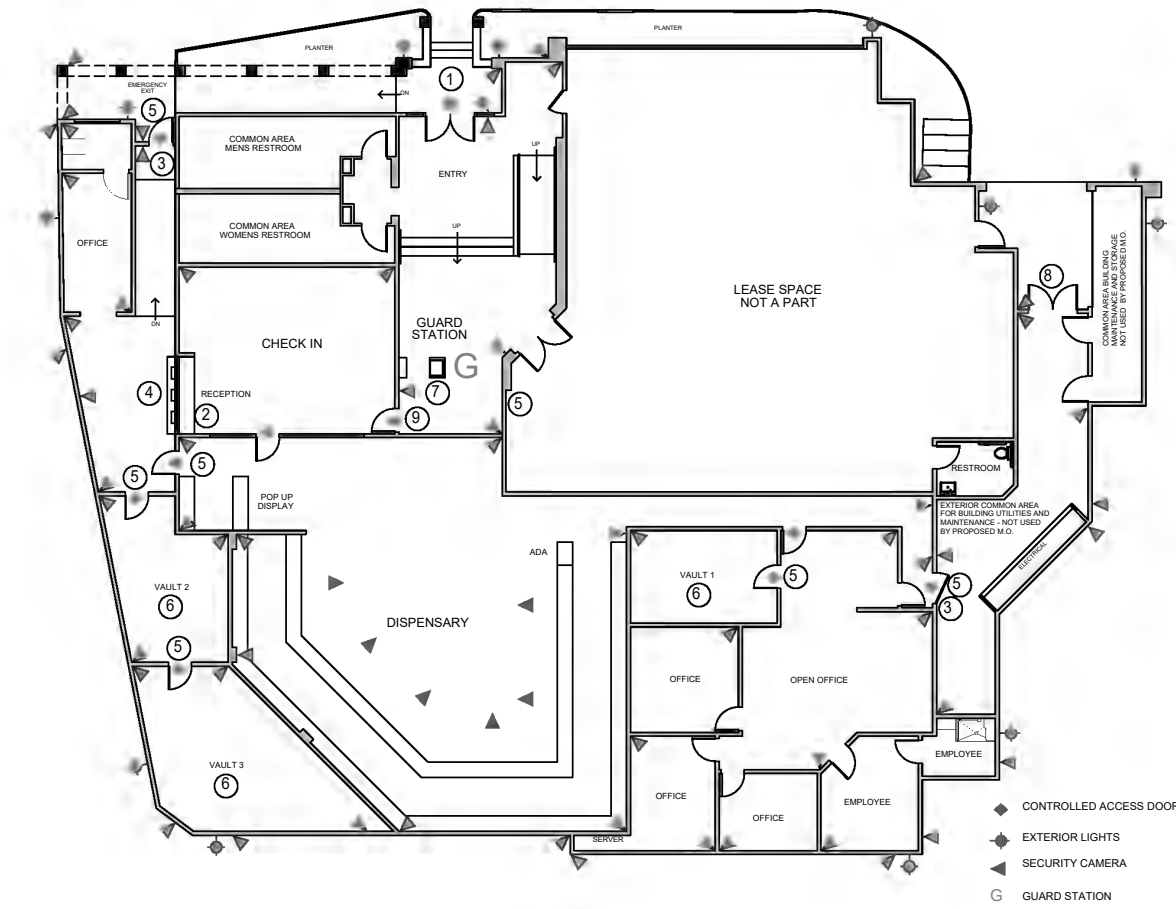 PLANTER
PLANTER
EMERGENCY
EXIT
5
1
DN
3
COMMON AREA
MENS RESTROOM
UP
ENTRY
COMMON AREA
WOMENS RESTROOM
UP
OFFICE
DN
LEASE SPACE
NOT A PART
8
COMMON AREA BUILDING
MAINTENANCE AND STORAGE
NOT USED BY PROPOSED M.O.
GUARD
STATION
G
7
CHECK IN
4
RECEPTION
2
9
5
5
5
RESTROOM
POP UP
DISPLAY
EXTERIOR COMMON AREA
FOR BUILDING UTILITIES AND
MAINTENANCE - NOT USED
BY PROPOSED M.O.
ELECTRICAL
ADA
VAULT 1
6
5
5
3
VAULT 2
6
5
DISPENSARY
OFFICE
OPEN OFFICE
VAULT 3
6
EMPLOYEE
OFFICE
OFFICE
EMPLOYEE
SERVER
CONTROLLED ACCESS DOOR
EXTERIOR LIGHTS
SECURITY CAMERA
G GUARD STATION